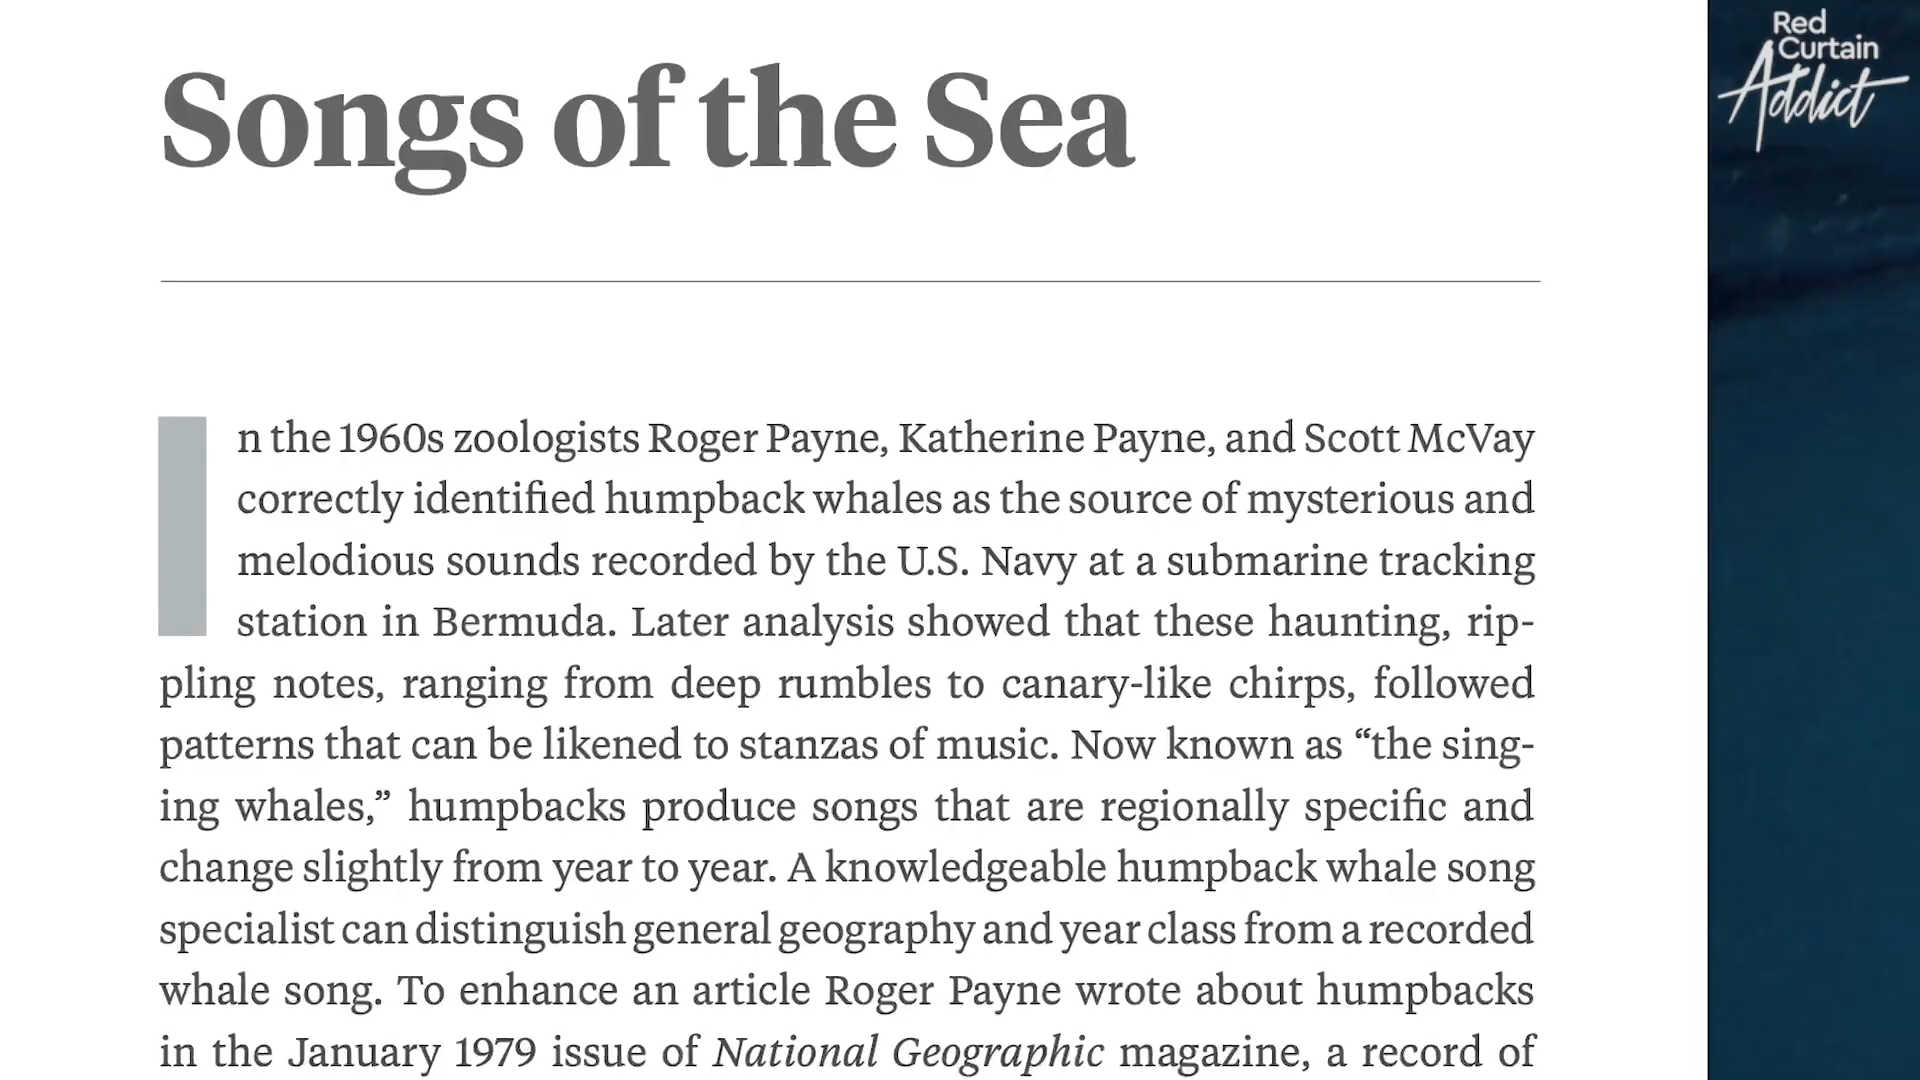 Songs of the Sea
Red
Curtain
Addict
In the 1960s zoologists Roger Payne, Katherine Payne, and Scott McVay
correctly identified humpback whales as the source of mysterious and
melodious sounds recorded by the U.S. Navy at a submarine tracking
station in Bermuda. Later analysis showed that these haunting, rip-
pling notes, ranging from deep rumbles to canary-like chirps, followed
patterns that can be likened to stanzas of music. Now known as “the sing-
ing whales,” humpbacks produce songs that are regionally specific and
change slightly from year to year. A knowledgeable humpback whale song
specialist can distinguish general geography and year class from a recorded
whale song. To enhance an article Roger Payne wrote about humpbacks
in the January 1979 issue of National Geographic magazine, a record of